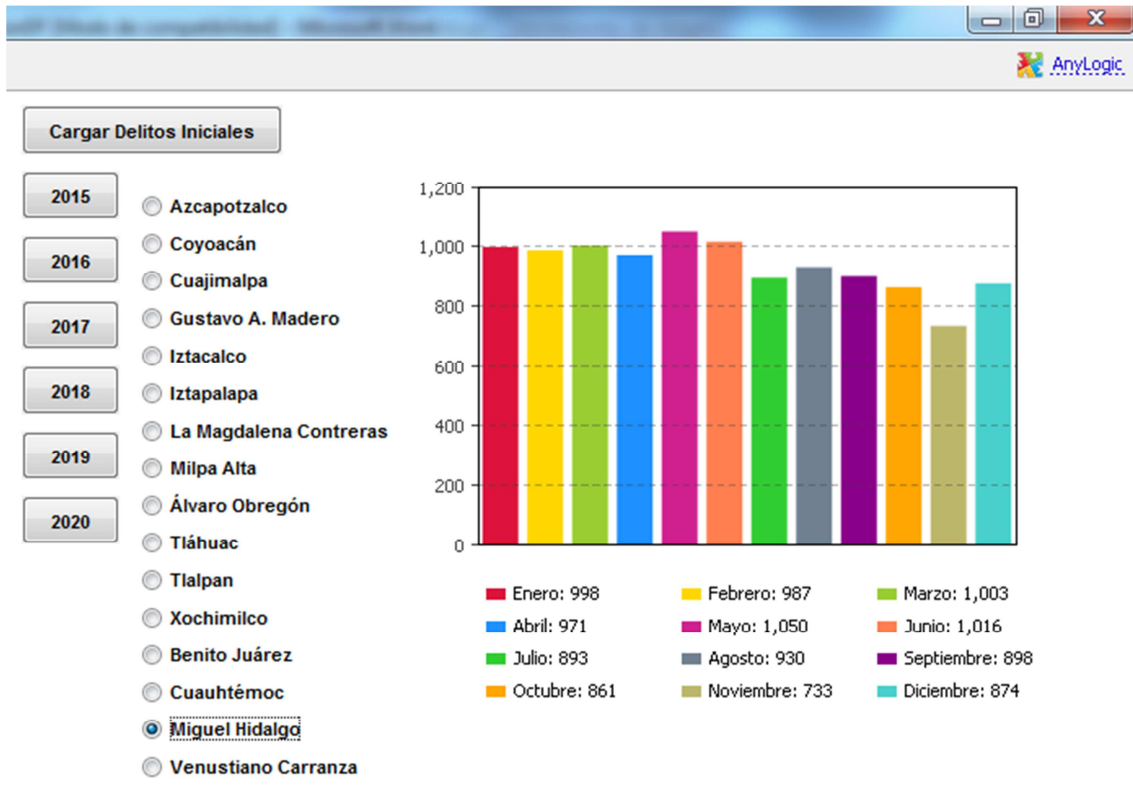 AnyLogic
Cargar Delitos Iniciales
2015
2016
2017
2018
2019
2020
Azcapotzalco
Coyoacán
Cuajimalpa
Gustavo A. Madero
Iztacalco
Iztapalapa
La Magdalena Contreras
Milpa Alta
Álvaro Obregón
Tláhuac
Tlalpan
Xochimilco
Benito Juárez
Cuauhtémoc
Miguel Hidalgo
Venustiano Carranza
1,200
1,000
800
600
400
200
0
Enero: 998 Febrero: 987 Marzo: 1,003
Abril: 971 Mayo: 1,050 Junio: 1,016
Julio: 893 Agosto: 930 Septiembre: 898
Octubre: 861 Noviembre: 733 Diciembre: 874